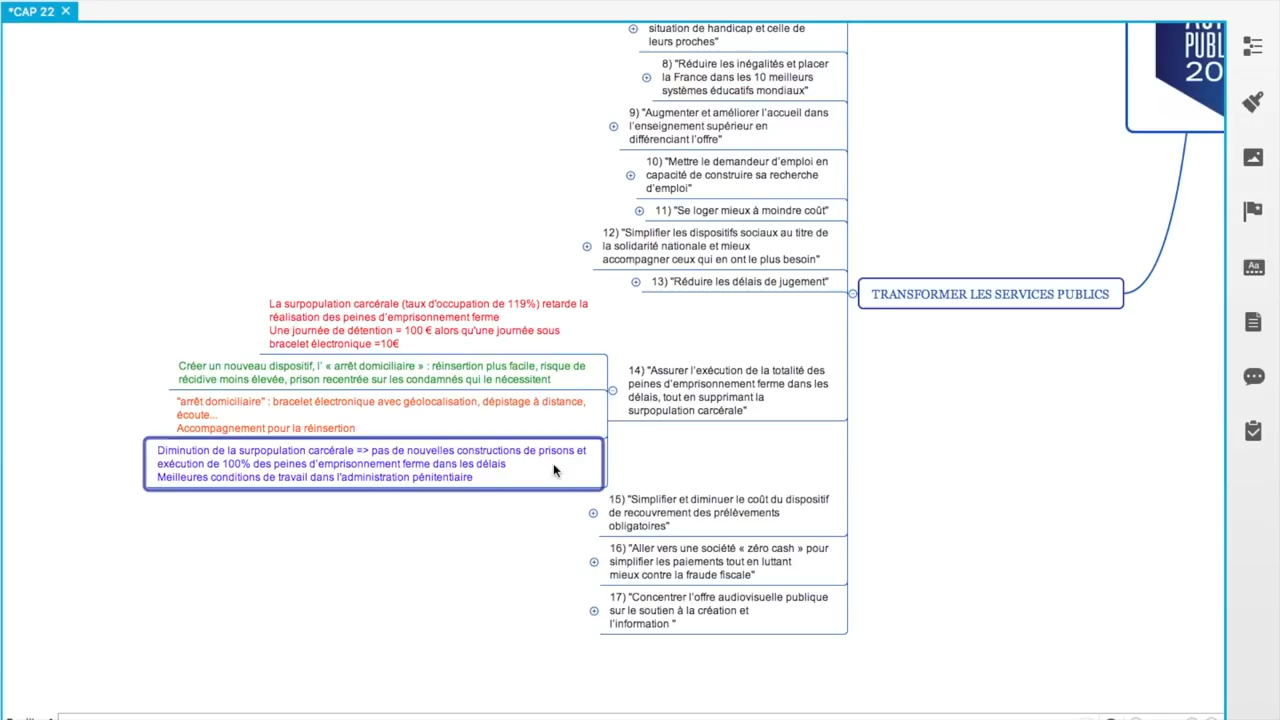 *CAP 22
situation de handicap et celle de
leurs proches"
8) "Réduire les inégalités et placer
la France dans les 10 meilleurs
systèmes éducatifs mondiaux"
9) "Augmenter et améliorer l'accueil dans
l'enseignement supérieur en
différenciant l'offre"
10) "Mettre le demandeur d'emploi en
capacité de construire sa recherche
d'emploi"
11) "Se loger mieux à moindre coût"
12) "Simplifier les dispositifs sociaux au titre de
la solidarité nationale et mieux
accompagner ceux qui en ont le plus besoin"
13) "Réduire les délais de jugement"
La surpopulation carcérale (taux d'occupation de 119%) retarde la
réalisation des peines d'emprisonnement ferme
Une journée de détention = 100 € alors qu'une journée sous
bracelet électronique =10€
Créer un nouveau dispositif, l' « arrêt domiciliaire » : réinsertion plus facile, risque de
récidive moins élevée, prison recentrée sur les condamnés qui le nécessitent
"arrêt domiciliaire" : bracelet électronique avec géolocalisation, dépistage à distance,
écoute...
Accompagnement pour la réinsertion
Diminution de la surpopulation carcérale => pas de nouvelles constructions de prisons et
exécution de 100% des peines d'emprisonnement ferme dans les délais
Meilleures conditions de travail dans l'administration pénitentiaire
14) "Assurer l'exécution de la totalité des
peines d'emprisonnement ferme dans les
délais, tout en supprimant la
surpopulation carcérale"
15) "Simplifier et diminuer le coût du dispositif
de recouvrement des prélèvements
obligatoires"
16) "Aller vers une société « zéro cash » pour
simplifier les paiements tout en luttant
mieux contre la fraude fiscale"
17) "Concentrer l'offre audiovisuelle publique
sur le soutien à la création et
l'information "
TRANSFORMER LES SERVICES PUBLICS
PUBL
20
Aa